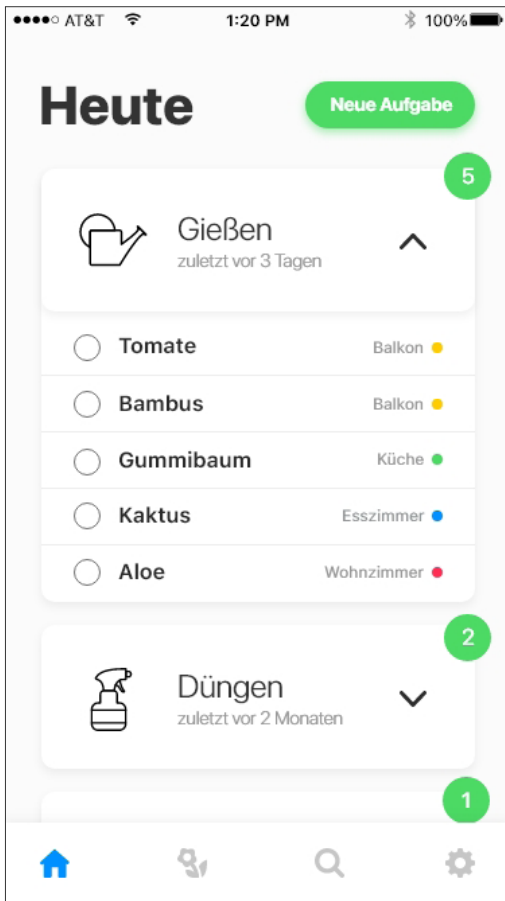 AT&T 1:20 PM 100%
Heute Neue Aufgabe
5
Gießen
zuletzt vor 3 Tagen
Tomate Balkon
Bambus Balkon
Gummibaum Küche
Kaktus Esszimmer
Aloe Wohnzimmer
2
Düngen
zuletzt vor 2 Monaten
1